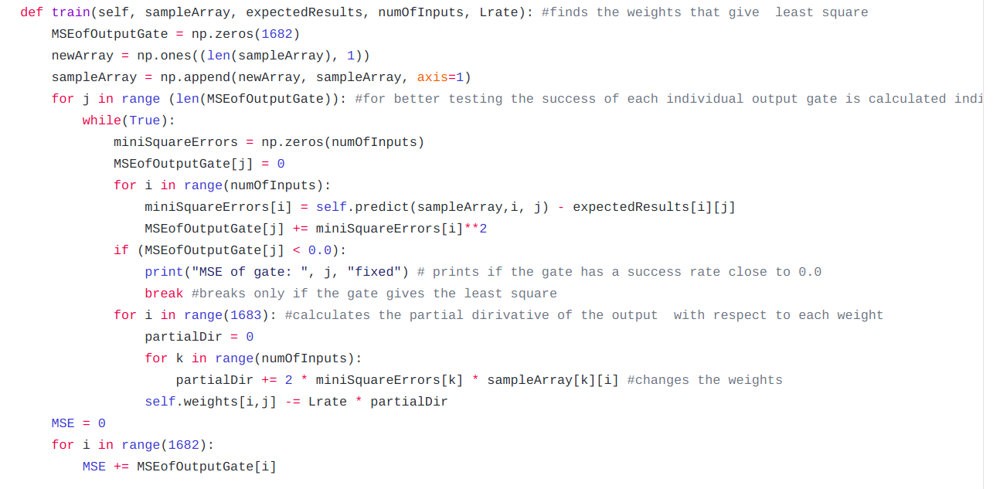 def train(self, sampleArray, expectedResults, numOfInputs, Lrate): #finds the weights that give  least square
    MSEofOutputGate = np.zeros(1682)
    newArray = np.ones((len(sampleArray), 1))
    sampleArray = np.append(newArray, sampleArray, axis=1)
    for j in range (len(MSEofOutputGate)): #for better testing the success of each individual output gate is calculated indi
        while(True):
            miniSquareErrors = np.zeros(numOfInputs)
            MSEofOutputGate[j] = 0
            for i in range(numOfInputs):
                miniSquareErrors[i] = self.predict(sampleArray,i, j) - expectedResults[i][j]
                MSEofOutputGate[j] += miniSquareErrors[i]**2
            if (MSEofOutputGate[j] < 0.0):
                print("MSE of gate: ", j, "fixed") # prints if the gate has a success rate close to 0.0
                break #breaks only if the gate gives the least square
            for i in range(1683): #calculates the partial dirivative of the output  with respect to each weight
                partialDir = 0
                for k in range(numOfInputs):
                    partialDir += 2 * miniSquareErrors[k] * sampleArray[k][i] #changes the weights
                self.weights[i,j] -= Lrate * partialDir
    MSE = 0
    for i in range(1682):
        MSE += MSEofOutputGate[i]